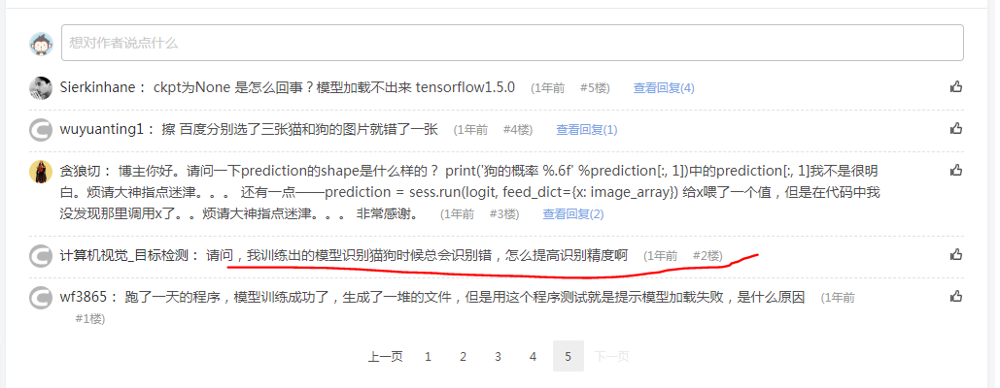 想对作者说点什么
Sierkinhane： ckpt为None 是怎么回事？模型加载不出来 tensorflow1.5.0 (1年前 #5楼) 查看回复(4)
wuyuanting1： 擦 百度分别选了三张猫和狗的图片就错了一张 (1年前 #4楼) 查看回复(1)
贪狼切： 博主你好。请问一下prediction的shape是什么样的？ print('狗的概率 %.6f' %prediction[:, 1])中的prediction[:, 1]我不是很明
白。烦请大神指点迷津。。。 还有一点——prediction = sess.run(logit, feed_dict={x: image_array}) 给x喂了一个值，但是在代码中我
没发现那里调用x了。。烦请大神指点迷津。。。 非常感谢。 (1年前 #3楼) 查看回复(2)
计算机视觉_目标检测： 请问，我训练出的模型识别猫狗时候总会识别错，怎么提高识别精度啊 (1年前 #2楼)
wf3865： 跑了一天的程序，模型训练成功了，生成了一堆的文件，但是用这个程序测试就是提示模型加载失败，是什么原因 (1年前
#1楼)
上一页 1 2 3 4 5 下一页